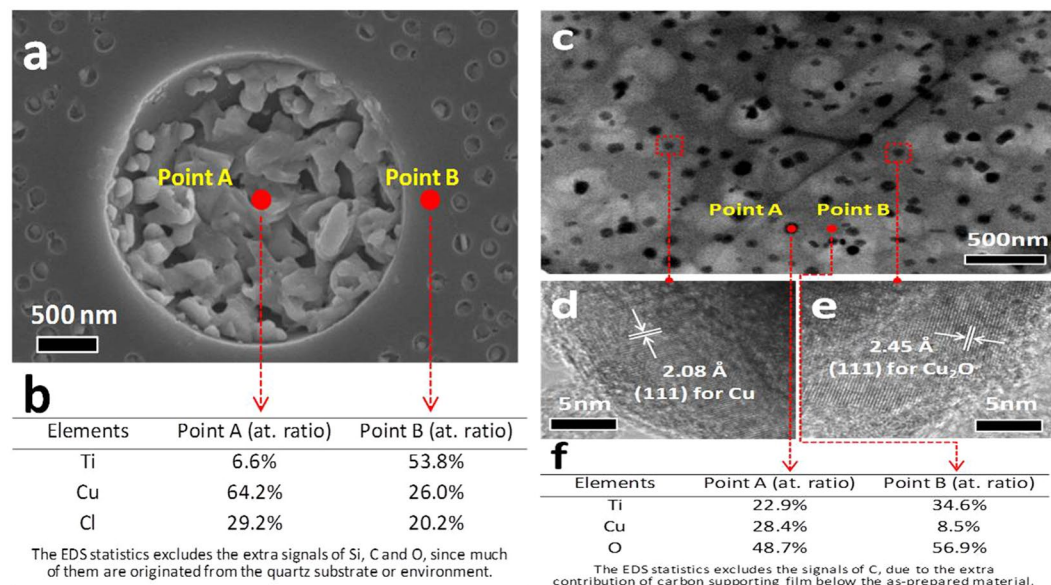 a
Point A
Point B
500 nm
b
Elements Point A (at. ratio) Point B (at. ratio)
Ti 6.6% 53.8%
Cu 64.2% 26.0%
Cl 29.2% 20.2%
The EDS statistics excludes the extra signals of Si, C and O, since much
of them are originated from the quartz substrate or environment.
c
Point A
Point B
500nm
d
2.08 Å
(111) for Cu
5nm
e
2.45 Å
(111) for Cu2O
5nm
f
Elements Point A (at. ratio) Point B (at. ratio)
Ti 22.9% 34.6%
Cu 28.4% 8.5%
O 48.7% 56.9%
The EDS statistics excludes the signals of C, due to the extra
contribution of carbon supporting film below the as-prepared material.